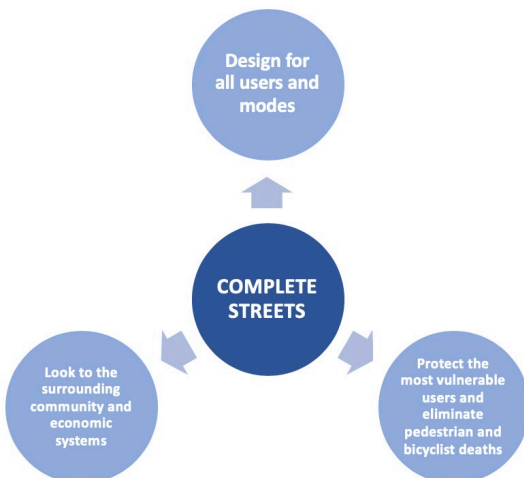 Design for
all users and
modes
COMPLETE
STREETS
Look to the
surrounding
community and
economic
systems
Protect the
most vulnerable
users and
eliminate
pedestrian and
bicyclist deaths